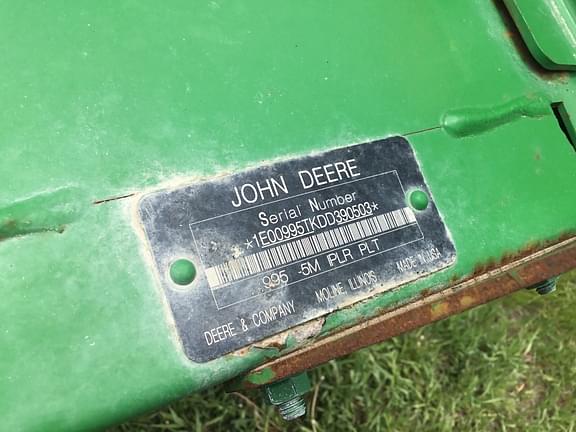 JOHN DEERE
Serial Number
*1E00995TKDD390503*
995 -5M IPLR PLT
DEERE & COMPANY MOLINE ILLINOIS MADE IN USA